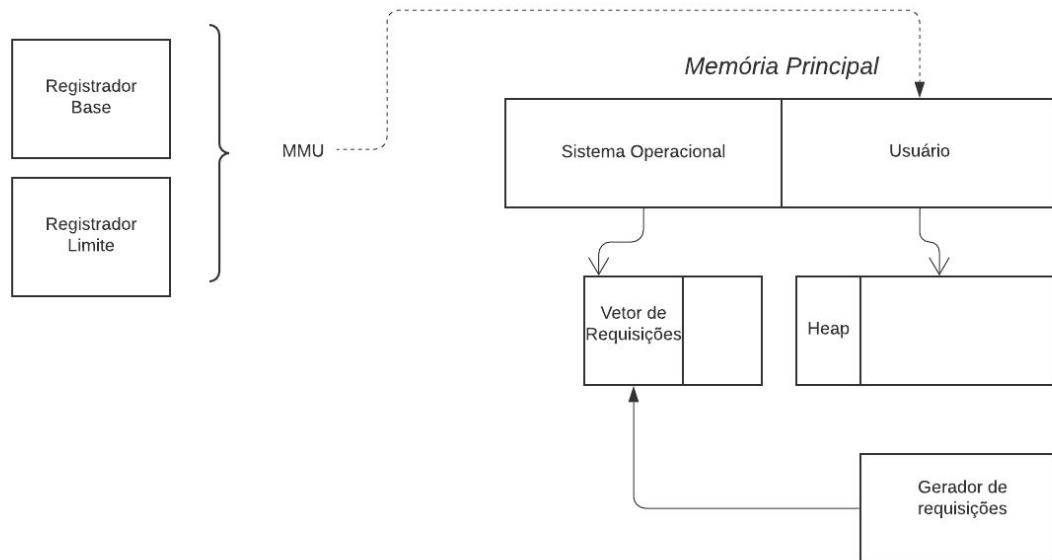 Memória Principal
Registrador
Base
MMU
Sistema Operacional
Usuário
Registrador
Limite
Vetor de
Requisições
Heap
Gerador de
requisições